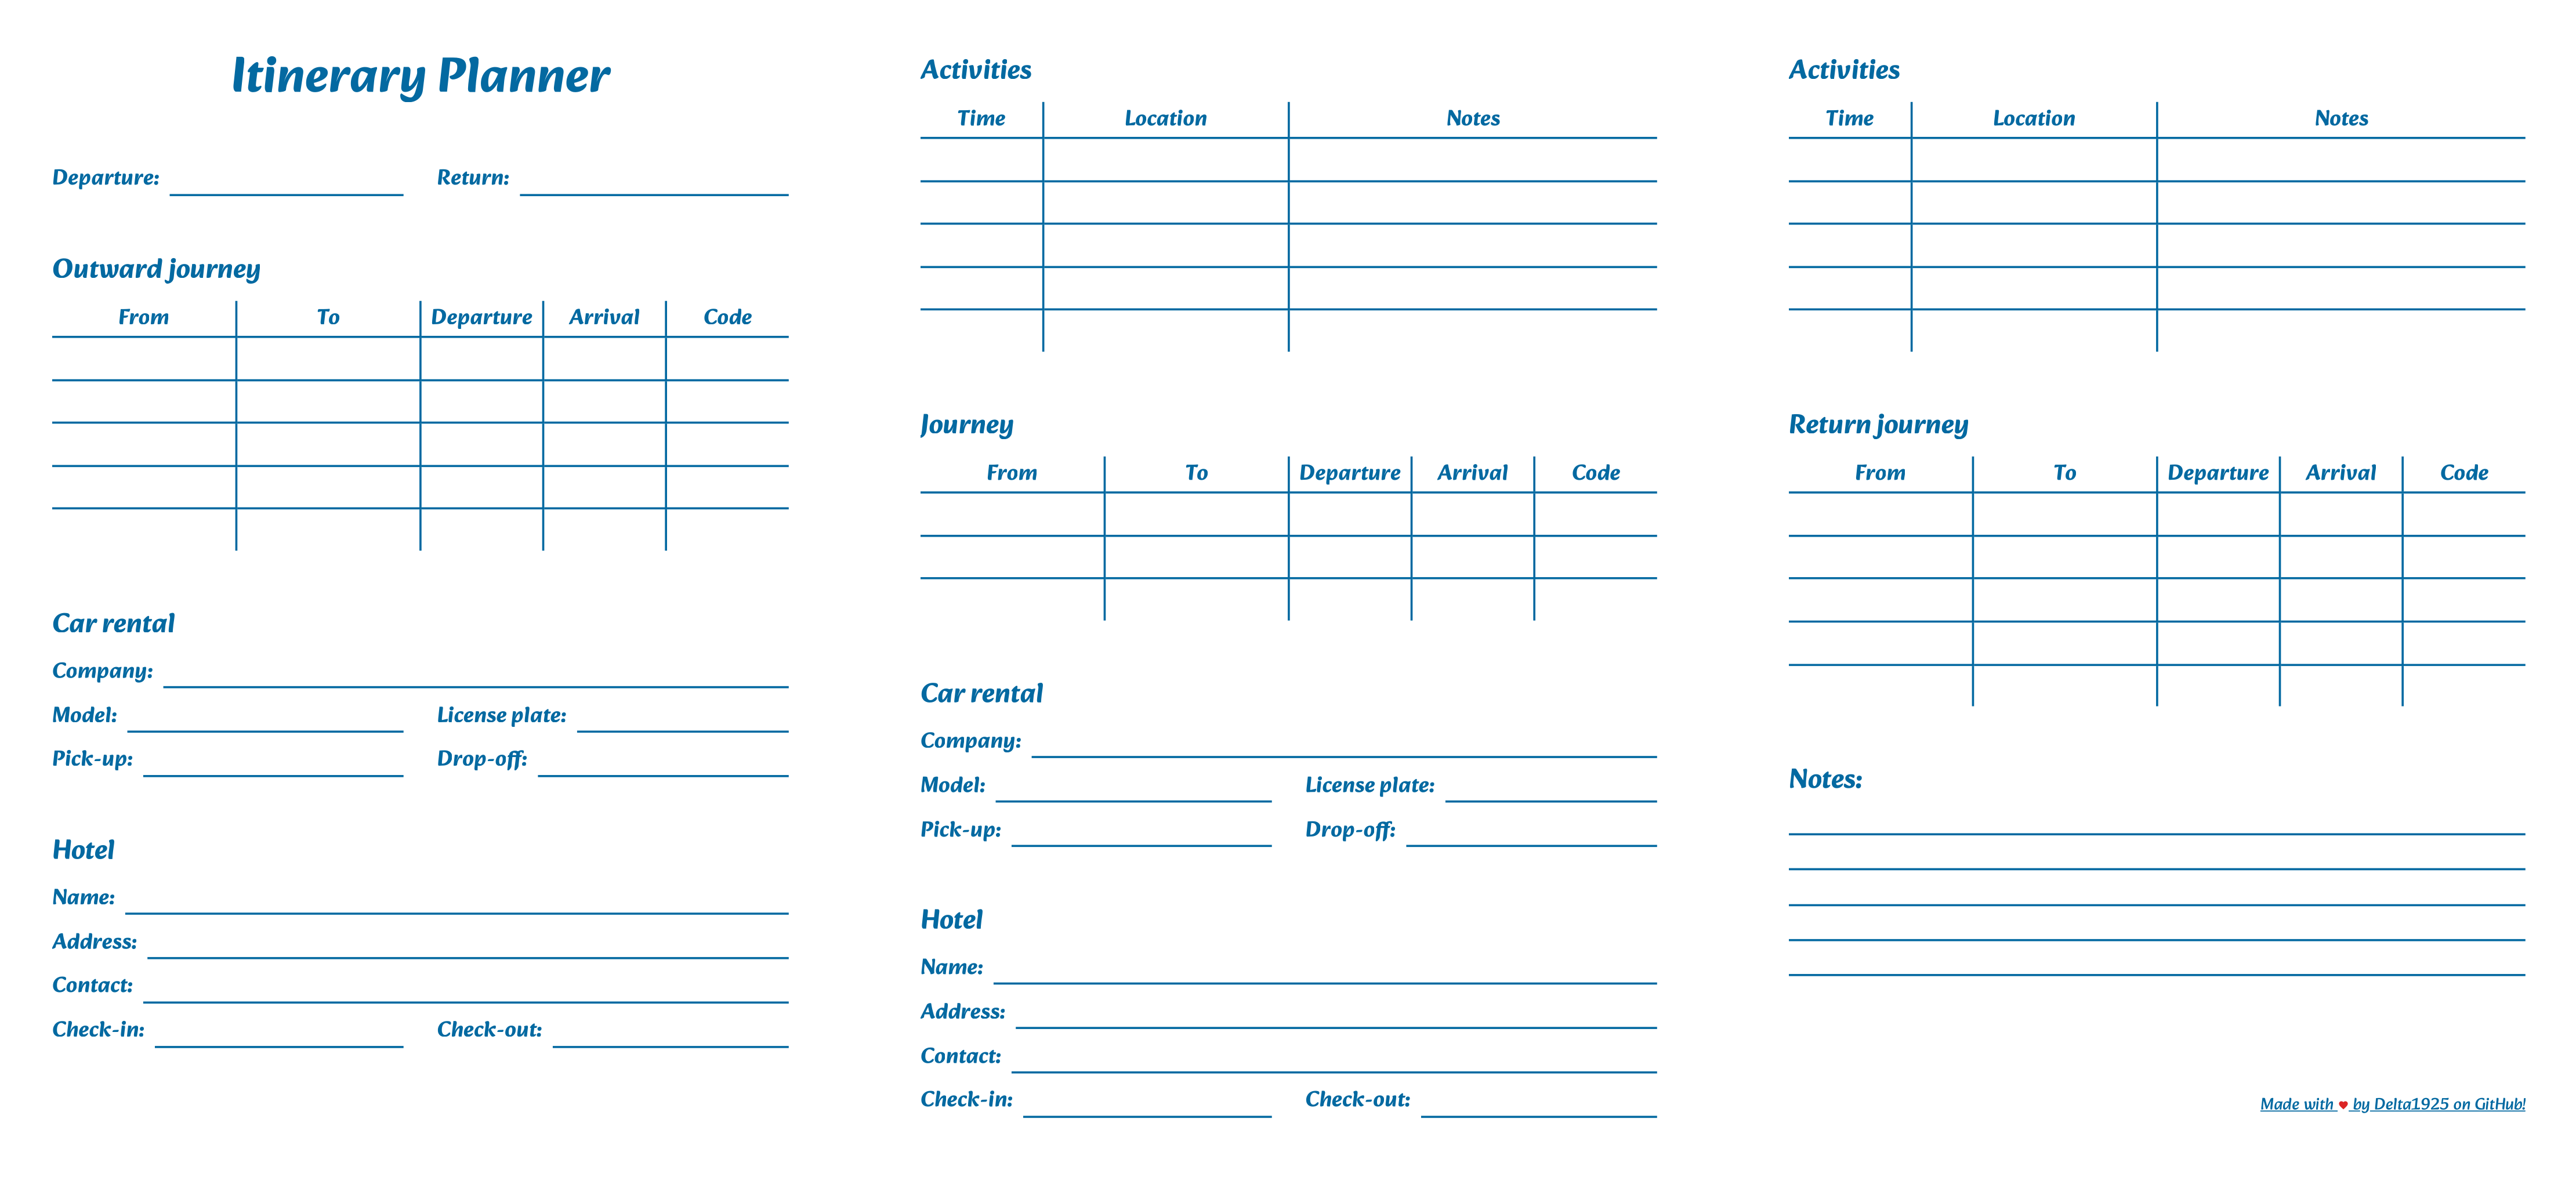 Itinerary Planner
Departure: Return:
Outward journey
From To Departure Arrival Code
Car rental
Company:
Model: License plate:
Pick-up: Drop-off:
Hotel
Name:
Address:
Contact:
Check-in: Check-out:
Activities
Time Location Notes
Journey
From To Departure Arrival Code
Car rental
Company:
Model: License plate:
Pick-up: Drop-off:
Hotel
Name:
Address:
Contact:
Check-in: Check-out:
Activities
Time Location Notes
Return journey
From To Departure Arrival Code
Notes:
Made with ♥ by Delta1925 on GitHub!